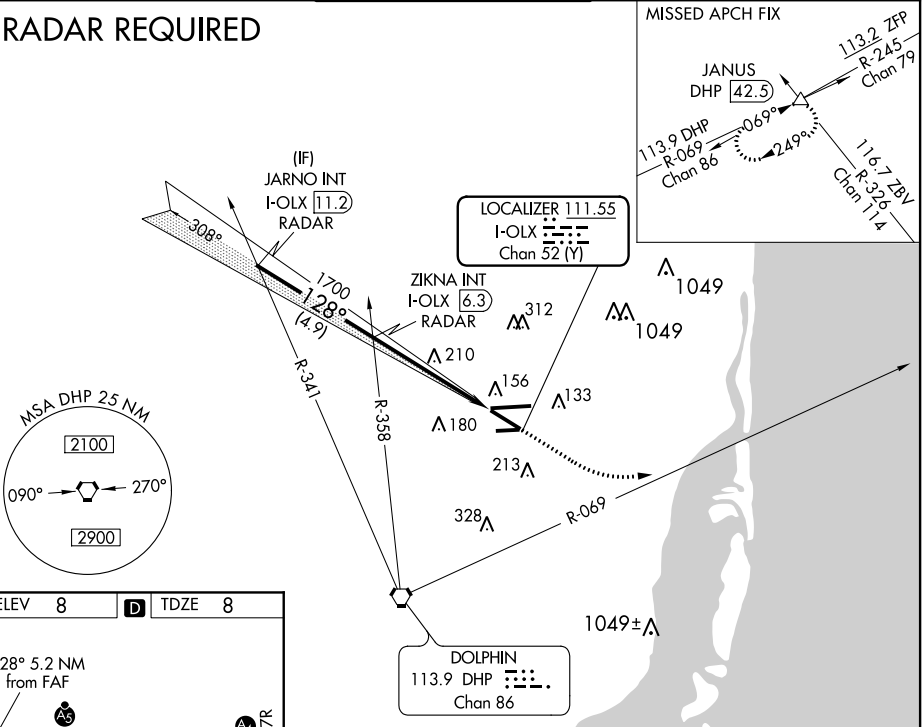 RADAR REQUIRED
MISSED APCH FIX
113.2 ZFP
R-245
Chan 79
JANUS
DHP 42.5
069°
249°
113.9 DHP
R-069
Chan 86
116.7 ZBV
R-326
Chan 114
(IF)
JARNO INT
I-OLX 11.2
RADAR
308°
1700
128°
(4.9)
LOCALIZER 111.55
I-OLX
Chan 52 (Y)
ZIKNA INT
I-OLX 6.3
RADAR
312
1049
1049
210
156
133
180
213
328
R-341
R-358
R-069
MSA DHP 25 NM
2100
090°
270°
2900
1049±
DOLPHIN
113.9 DHP
Chan 86
ELEV 8
D TDZE 8
28° 5.2 NM
from FAF
A5
7R